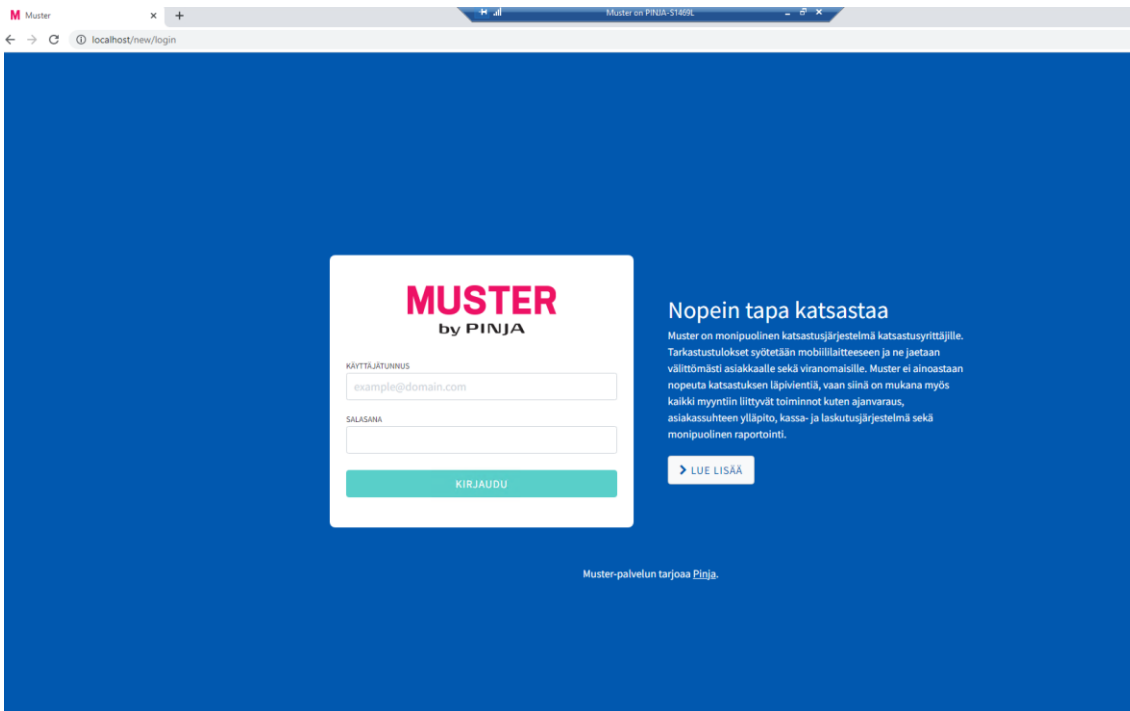 Muster
Muster on PINJA-S1469L
localhost/new/login
MUSTER
by PINJA
KÄYTTÄJÄTUNNUS
example@domain.com
SALASANA
KIRJAUDU
Nopein tapa katsastaa
Muster on monipuolinen katsastusjärjestelmä katsastusyrittäjille.
Tarkastustulokset syötetään mobiililaitteeseen ja ne jaetaan
välittömästi asiakkaalle sekä viranomaisille. Muster ei ainoastaan
nopeuta katsastuksen läpivientiä, vaan siinä on mukana myös
kaikki myyntiin liittyvät toiminnot kuten ajanvaraus,
asiakassuhteen ylläpito, kassa- ja laskutusjärjestelmä sekä
monipuolinen raportointi.
LUE LISÄÄ
Muster-palvelun tarjoaa Pinja.